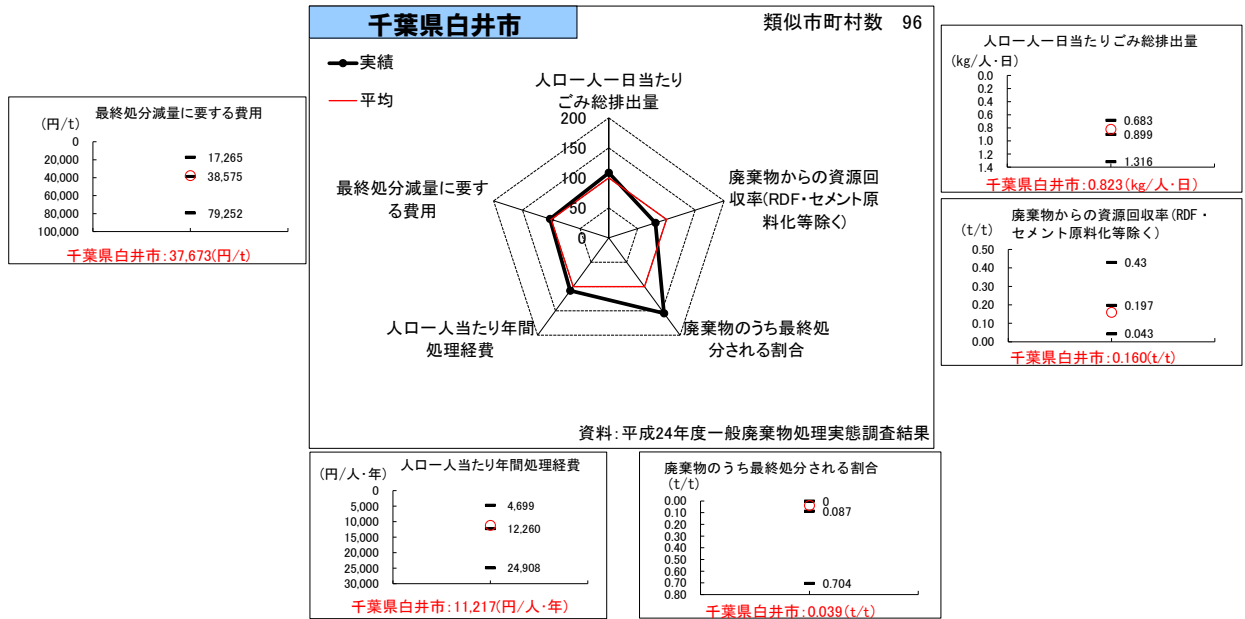 千葉県白井市
類似市町村数 96
実績
平均
人口一人一日当たり
ごみ総排出量
廃棄物からの資源回
収率(RDF・セメント原
料化等除く)
廃棄物のうち最終処
分される割合
人口一人当たり年間
処理経費
最終処分減量に要す
る費用
200
150
100
50
0
資料:平成24年度一般廃棄物処理実態調査結果
最終処分減量に要する費用
(円/t)
0
20,000
40,000
60,000
80,000
100,000
17,265
38,575
79,252
千葉県白井市:37,673(円/t)
人口一人一日当たりごみ総排出量
(kg/人・日)
0.0
0.2
0.4
0.6
0.8
1.0
1.2
1.4
0.683
0.899
1.316
千葉県白井市:0.823(kg/人・日)
廃棄物からの資源回収率(RDF・
セメント原料化等除く)
(t/t)
0.50
0.40
0.30
0.20
0.10
0.00
0.43
0.197
0.043
千葉県白井市:0.160(t/t)
人口一人当たり年間処理経費
(円/人・年)
0
5,000
10,000
15,000
20,000
25,000
30,000
4,699
12,260
24,908
千葉県白井市:11,217(円/人・年)
廃棄物のうち最終処分される割合
(t/t)
0.00
0.10
0.20
0.30
0.40
0.50
0.60
0.70
0.80
0
0.087
0.704
千葉県白井市:0.039(t/t)